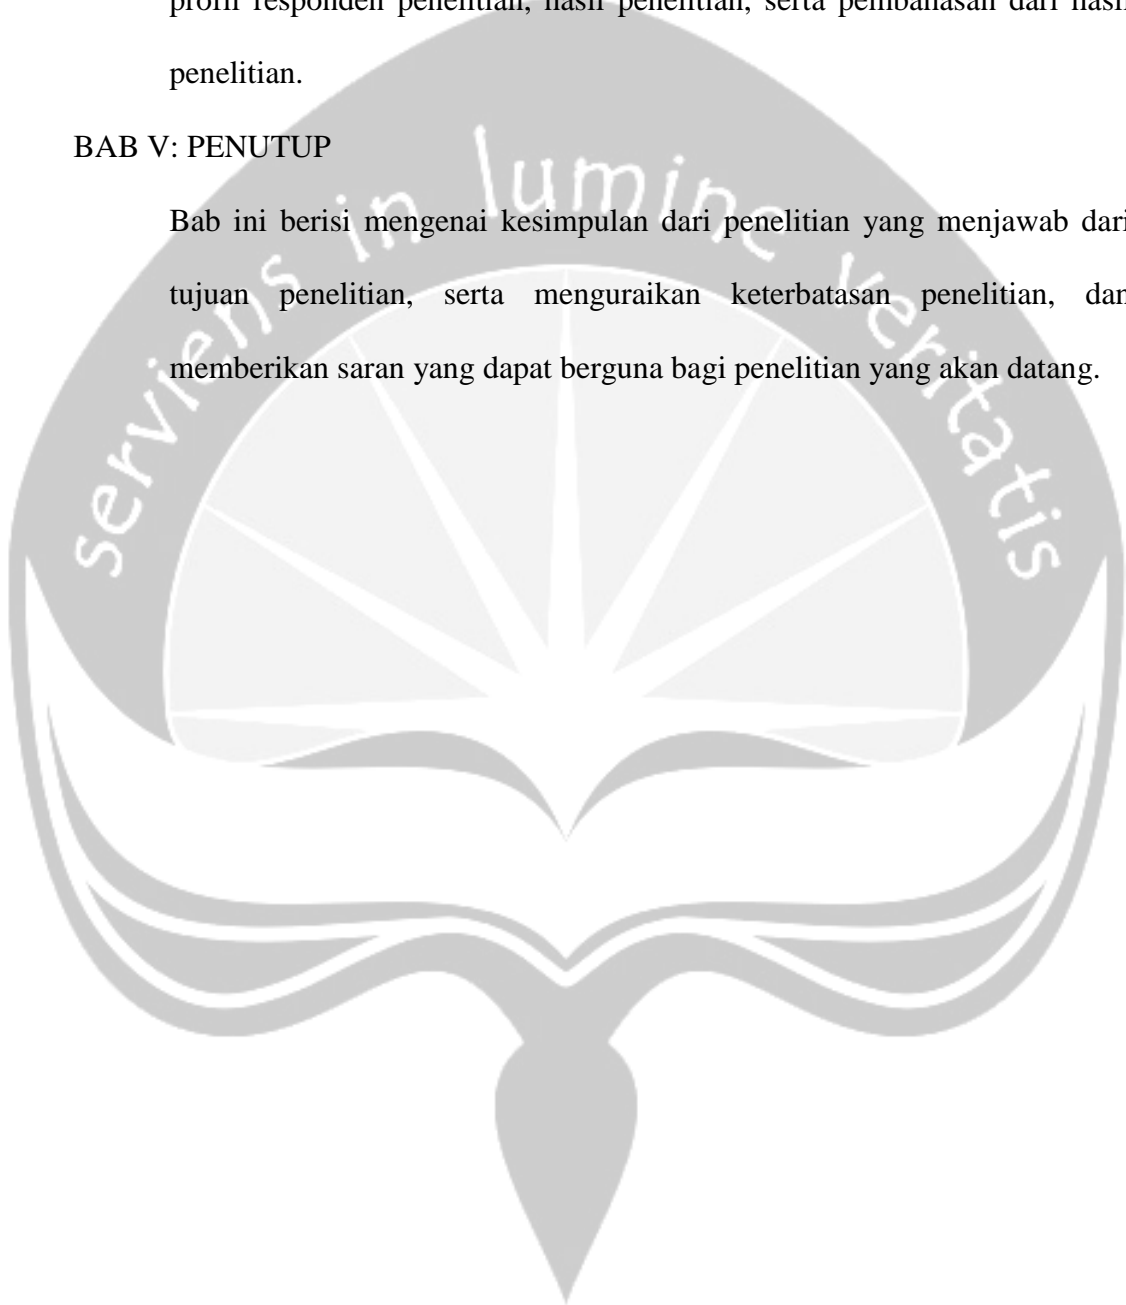 profil responden penelitian, hasil penelitian, serta pembahasan dari hasil
penelitian.
BAB V: PENUTUP
serviens in lumine veritatis
Bab ini berisi mengenai kesimpulan dari penelitian yang menjawab dari
tujuan penelitian, serta menguraikan keterbatasan penelitian, dan
memberikan saran yang dapat berguna bagi penelitian yang akan datang.